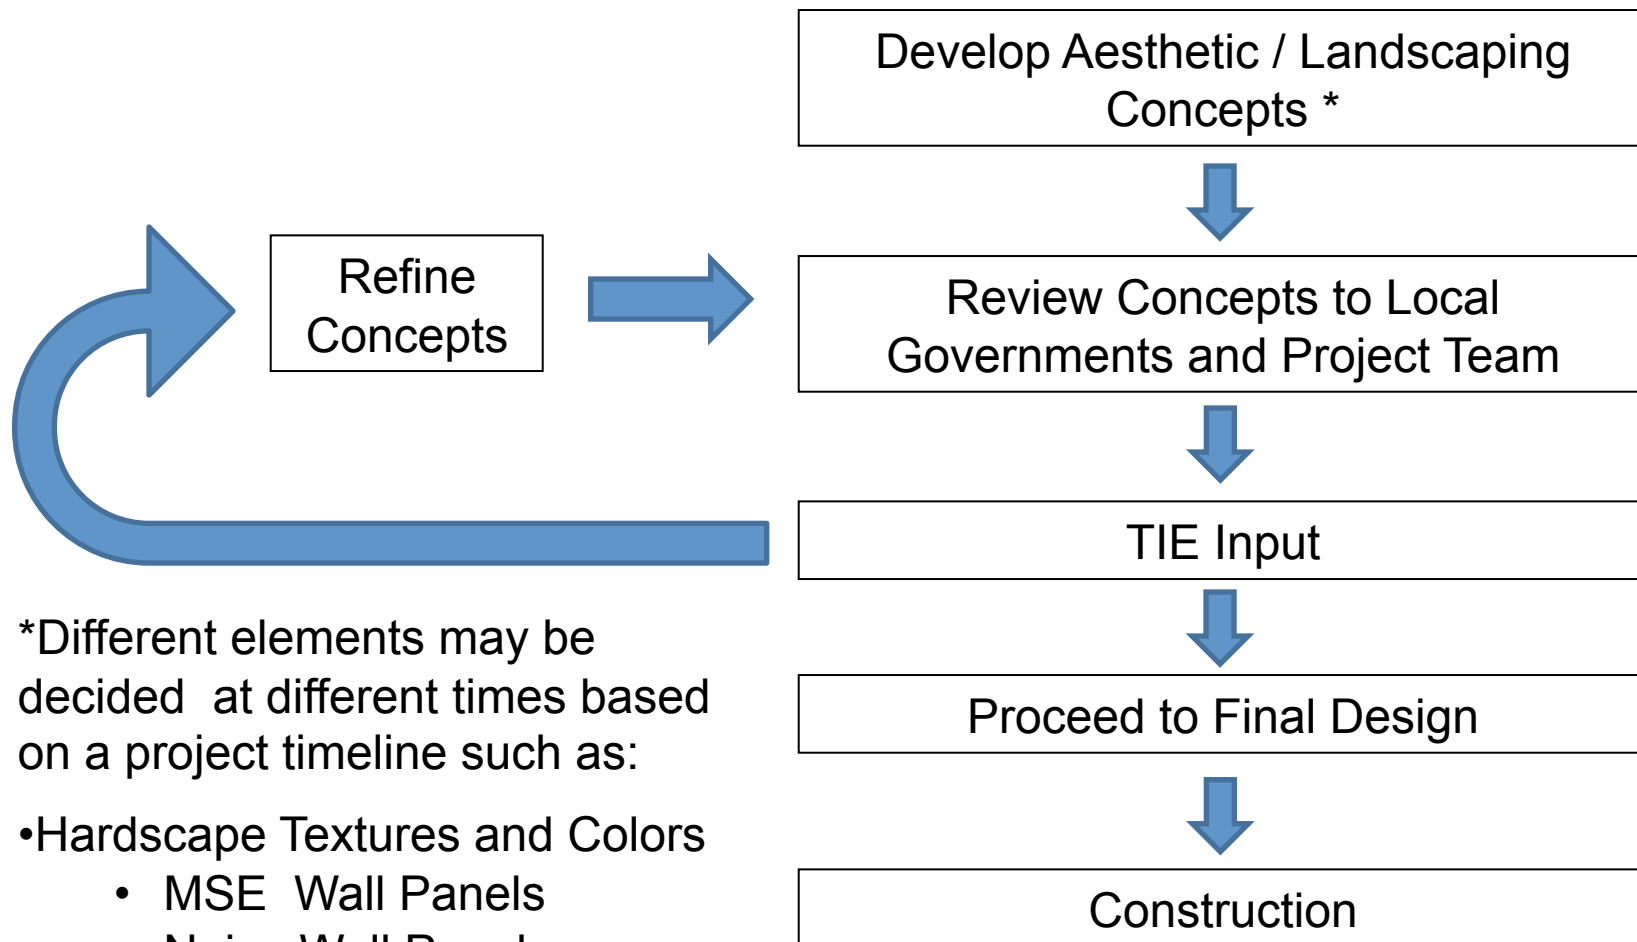 Develop Aesthetic / Landscaping
Concepts *
Refine
Concepts
Review Concepts to Local
Governments and Project Team
TIE Input
Proceed to Final Design
Construction
*Different elements may be
decided at different times based
on a project timeline such as:
•Hardscape Textures and Colors
• MSE Wall Panels
Wall